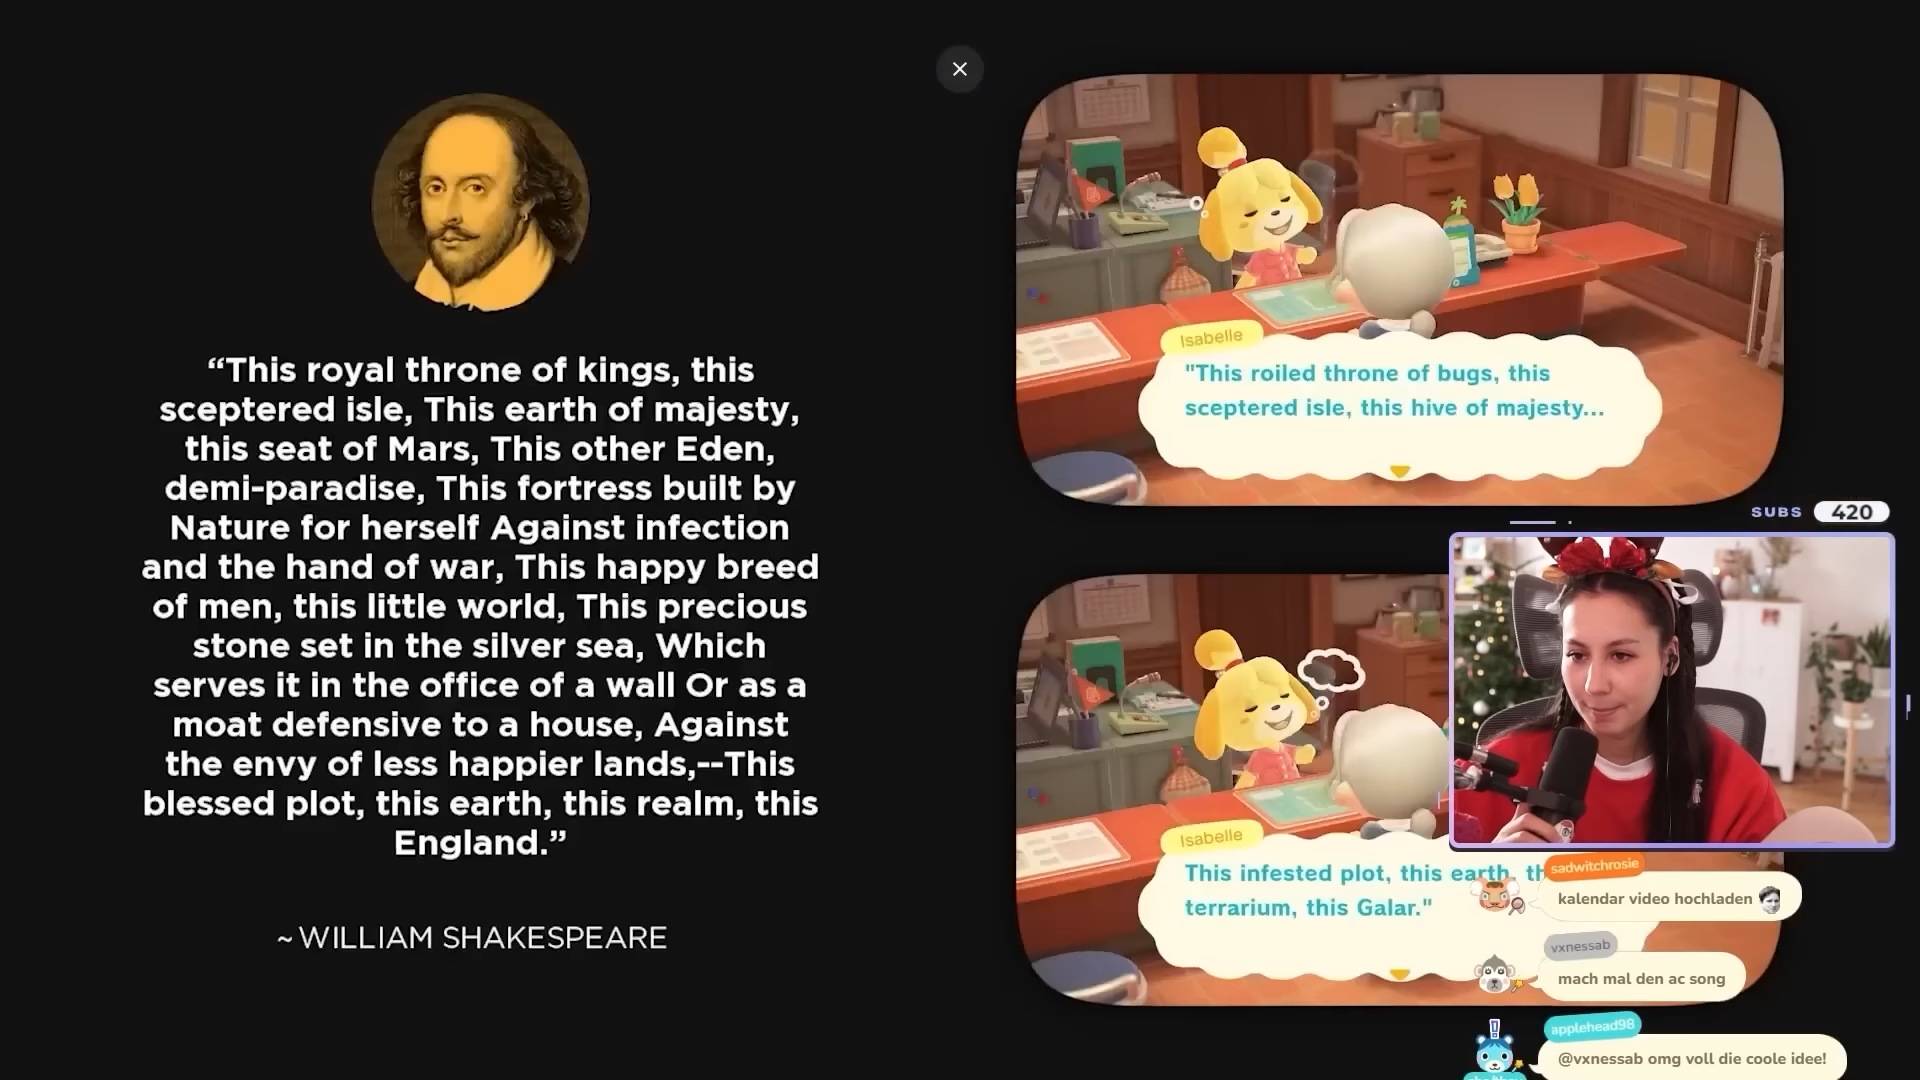 “This royal throne of kings, this
sceptered isle, This earth of majesty,
this seat of Mars, This other Eden,
demi-paradise, This fortress built by
Nature for herself Against infection
and the hand of war, This happy breed
of men, this little world, This precious
stone set in the silver sea, Which
serves it in the office of a wall Or as a
moat defensive to a house, Against
the envy of less happier lands,--This
blessed plot, this earth, this realm, this
England.”
~WILLIAM SHAKESPEARE
Isabelle
"This roiled throne of bugs, this
sceptered isle, this hive of majesty...
SUBS 420
Isabelle
This infested plot, this earth, th
terrarium, this Galar."
sadwitchrosie
kalendar video hochladen
vxnessab
mach mal den ac song
applehead98
@vxnessab omg voll die coole idee!